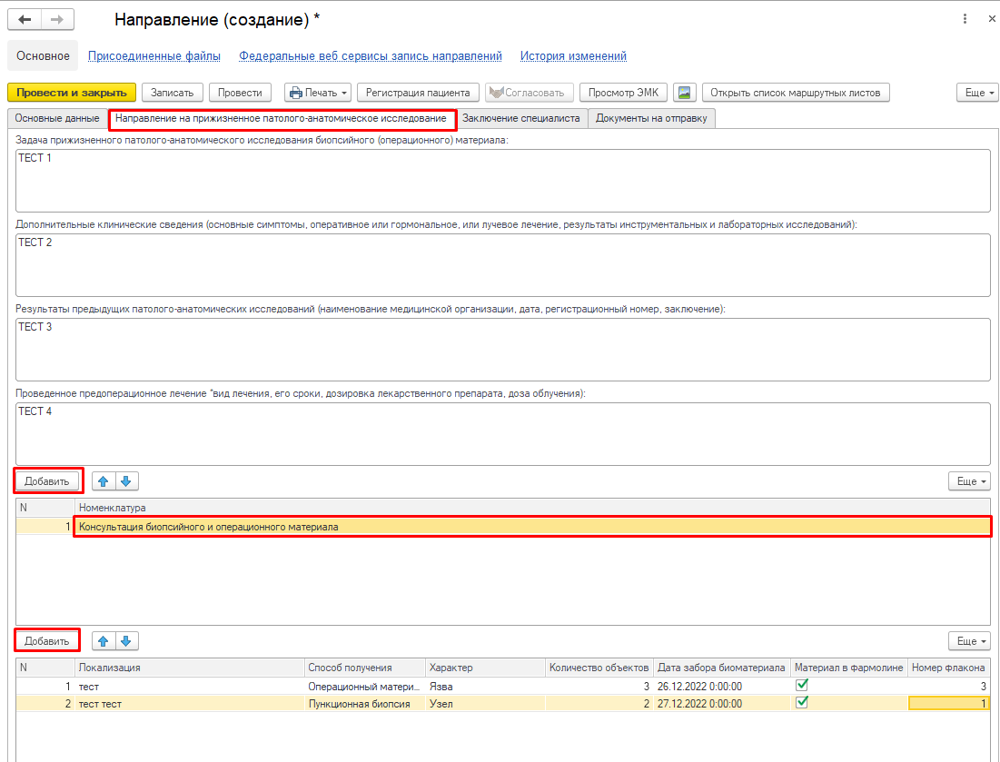 Направление (создание) *
Основное Присоединенные файлы Федеральные веб сервисы запись направлений История изменений
Провести и закрыть Записать Провести Печать Регистрация пациента Согласовать Просмотр ЭМК Открыть список маршрутных листов Еще
Основные данные Направление на прижизненное патолого-анатомическое исследование Заключение специалиста Документы на отправку
Задача прижизненного патолого-анатомического исследования биопсийного (операционного) материала:
ТЕСТ 1
Дополнительные клинические сведения (основные симптомы, оперативное или гормональное, или лучевое лечение, результаты инструментальных и лабораторных исследований):
ТЕСТ 2
Результаты предыдущих патолого-анатомических исследований (наименование медицинской организации, дата, регистрационный номер, заключение):
ТЕСТ 3
Проведенное предоперационное лечение *вид лечения, его сроки, дозировка лекарственного препарата, доза облучения):
ТЕСТ 4
Добавить Еще
N Номенклатура
1 Консультация биопсийного и операционного материала
Добавить Еще
N Локализация Способ получения Характер Количество объектов Дата забора биоматериала Материал в фармолине Номер флакона
1 тест Операционный матери... Язва 3 26.12.2022 0:00:00 3
2 тест тест Пункционная биопсия Узел 2 27.12.2022 0:00:00 1